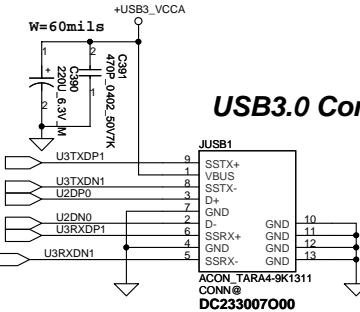 +USB3_VCCA
W=60mils
1
+
2
C390
220U_6.3V_M
2
1
C391
470P_0402_50V7K
USB3.0 Con
JUSB1
U3TXDP1 9 SSTX+
1 VBUS
U3TXDN1 8 SSTX-
U2DP0 3 D+
7 GND
U2DN0 2 D- GND 10
U3RXDP1 6 SSRX+ GND 11
4 GND GND 12
U3RXDN1 5 SSRX- GND 13
ACON_TARA4-9K1311
CONN@
DC233007O00